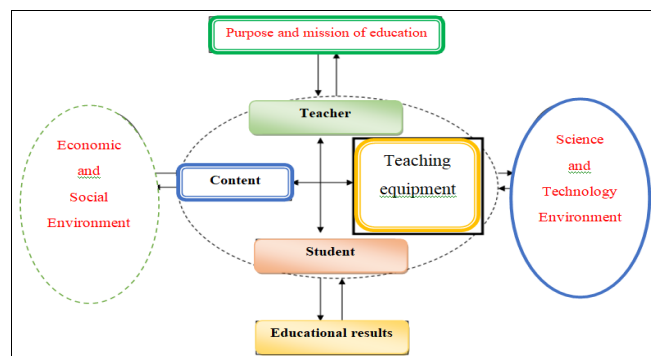 Purpose and mission of education
Teacher
Economic
and
Social
Environment
Content
Teaching
equipment
Science
and
Technology
Environment
Student
Educational results